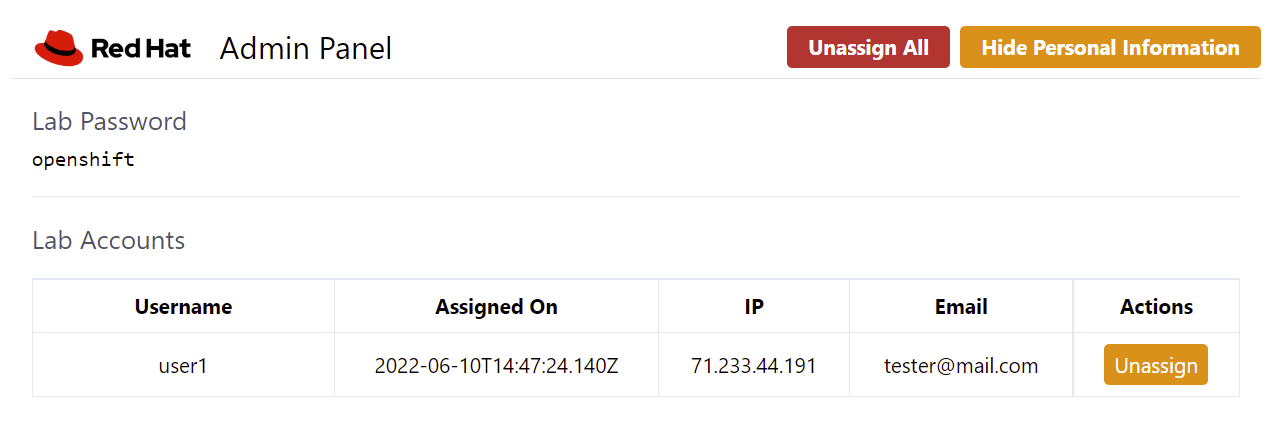 Red Hat Admin Panel Unassign All Hide Personal Information
Lab Password
openshift
Lab Accounts
Username Assigned On IP Email Actions
user1 2022-06-10T14:47:24.140Z 71.233.44.191 tester@mail.com Unassign